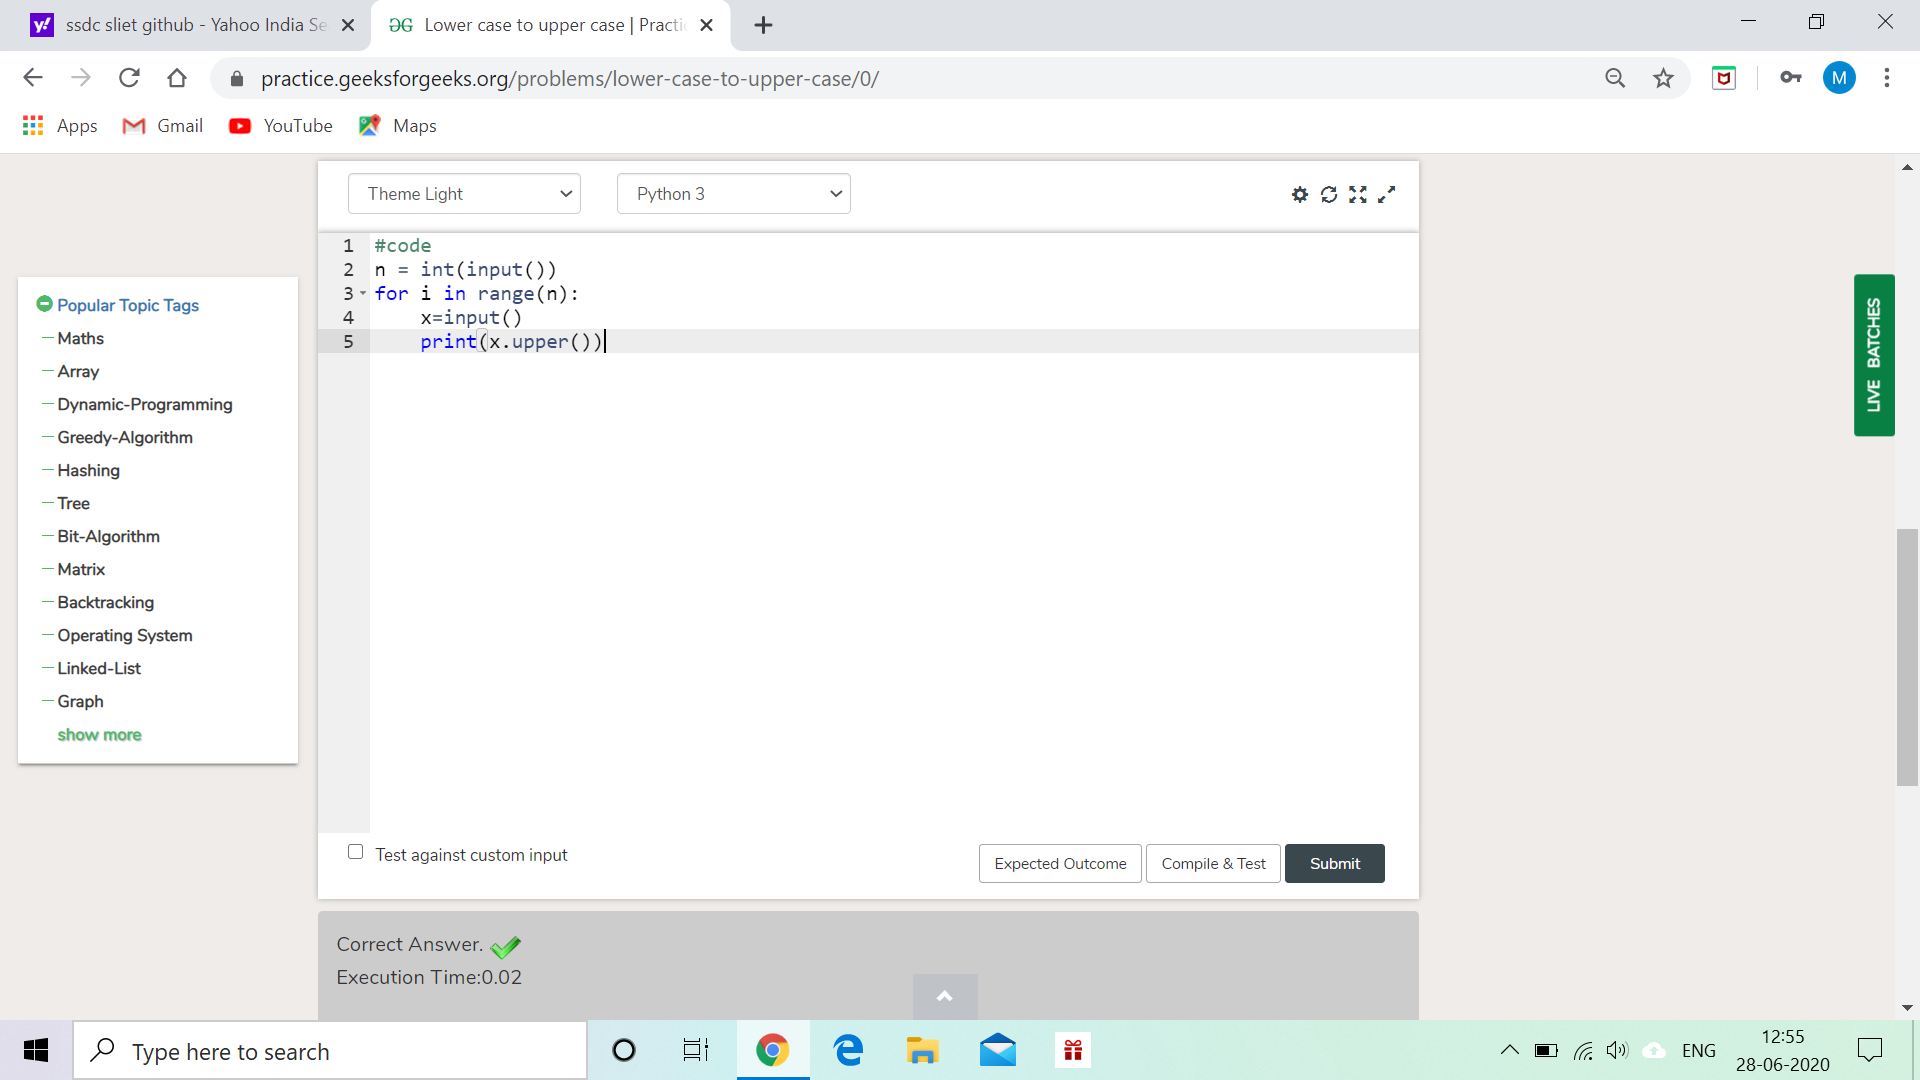 ssdc sliet github - Yahoo India Se
Lower case to upper case | Practic
practice.geeksforgeeks.org/problems/lower-case-to-upper-case/0/
M
Apps
Gmail
YouTube
Maps
Theme Light
Python 3
1 #code
2 n = int(input())
3 for i in range(n):
4     x=input()
5     print(x.upper())
Popular Topic Tags
Maths
Array
Dynamic-Programming
Greedy-Algorithm
Hashing
Tree
Bit-Algorithm
Matrix
Backtracking
Operating System
Linked-List
Graph
show more
LIVE BATCHES
Test against custom input
Expected Outcome
Compile & Test
Submit
Correct Answer.
Execution Time:0.02
Type here to search
ENG
12:55
28-06-2020